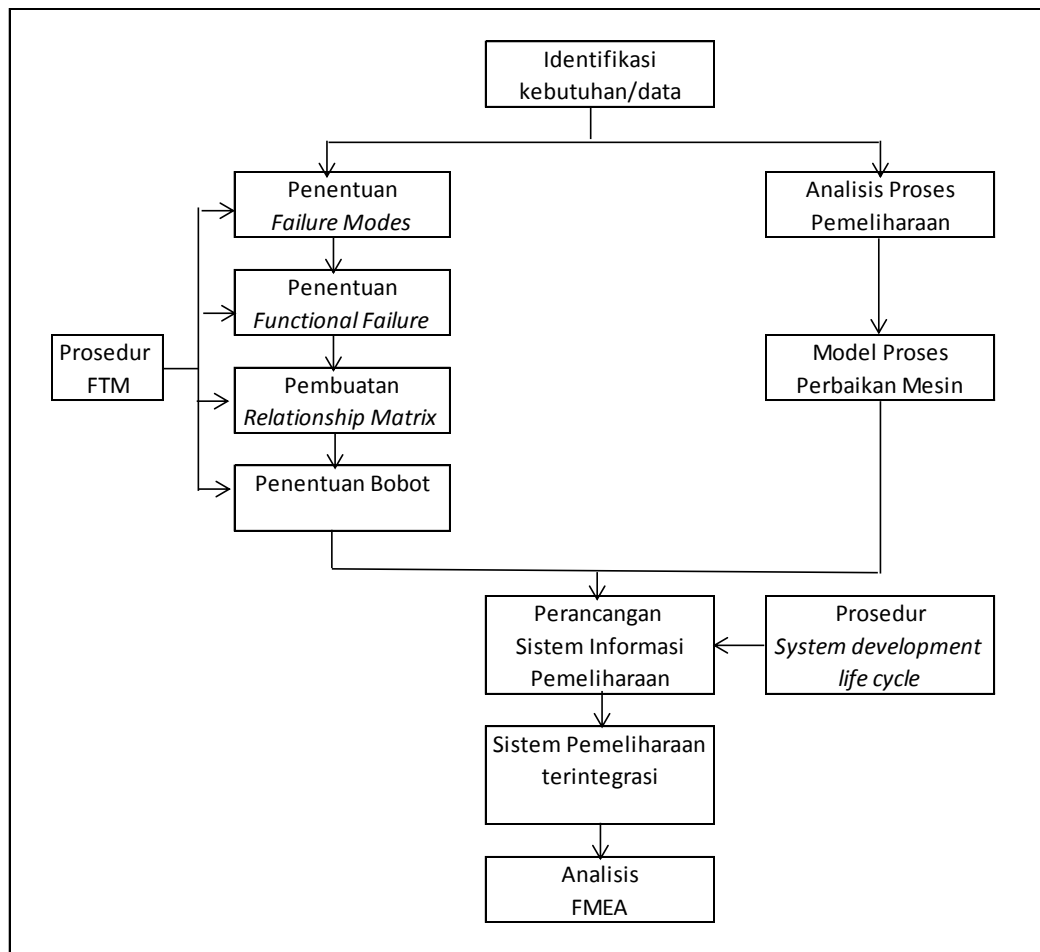 Identifikasi
kebutuhan/data
Penentuan
Failure Modes
Analisis Proses
Pemeliharaan
Penentuan
Functional Failure
Prosedur
FTM
Model Proses
Perbaikan Mesin
Pembuatan
Relationship Matrix
Penentuan Bobot
Perancangan
Sistem Informasi
Pemeliharaan
Prosedur
System development
life cycle
Sistem Pemeliharaan
terintegrasi
Analisis
FMEA